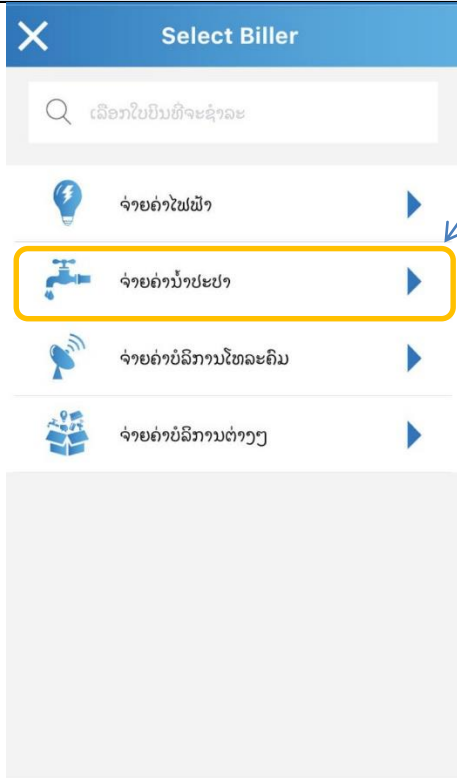 Select Biller
ເລືອກໃບບິນທີ່ຈະຊໍາລະ
ຈ່າຍຄ່າໄຟຟ້າ
ຈ່າຍຄ່ານໍ້າປະປາ
ຈ່າຍຄ່າບໍລິການໂທລະຄົມ
ຈ່າຍຄ່າບໍລິການຕ່າງໆ